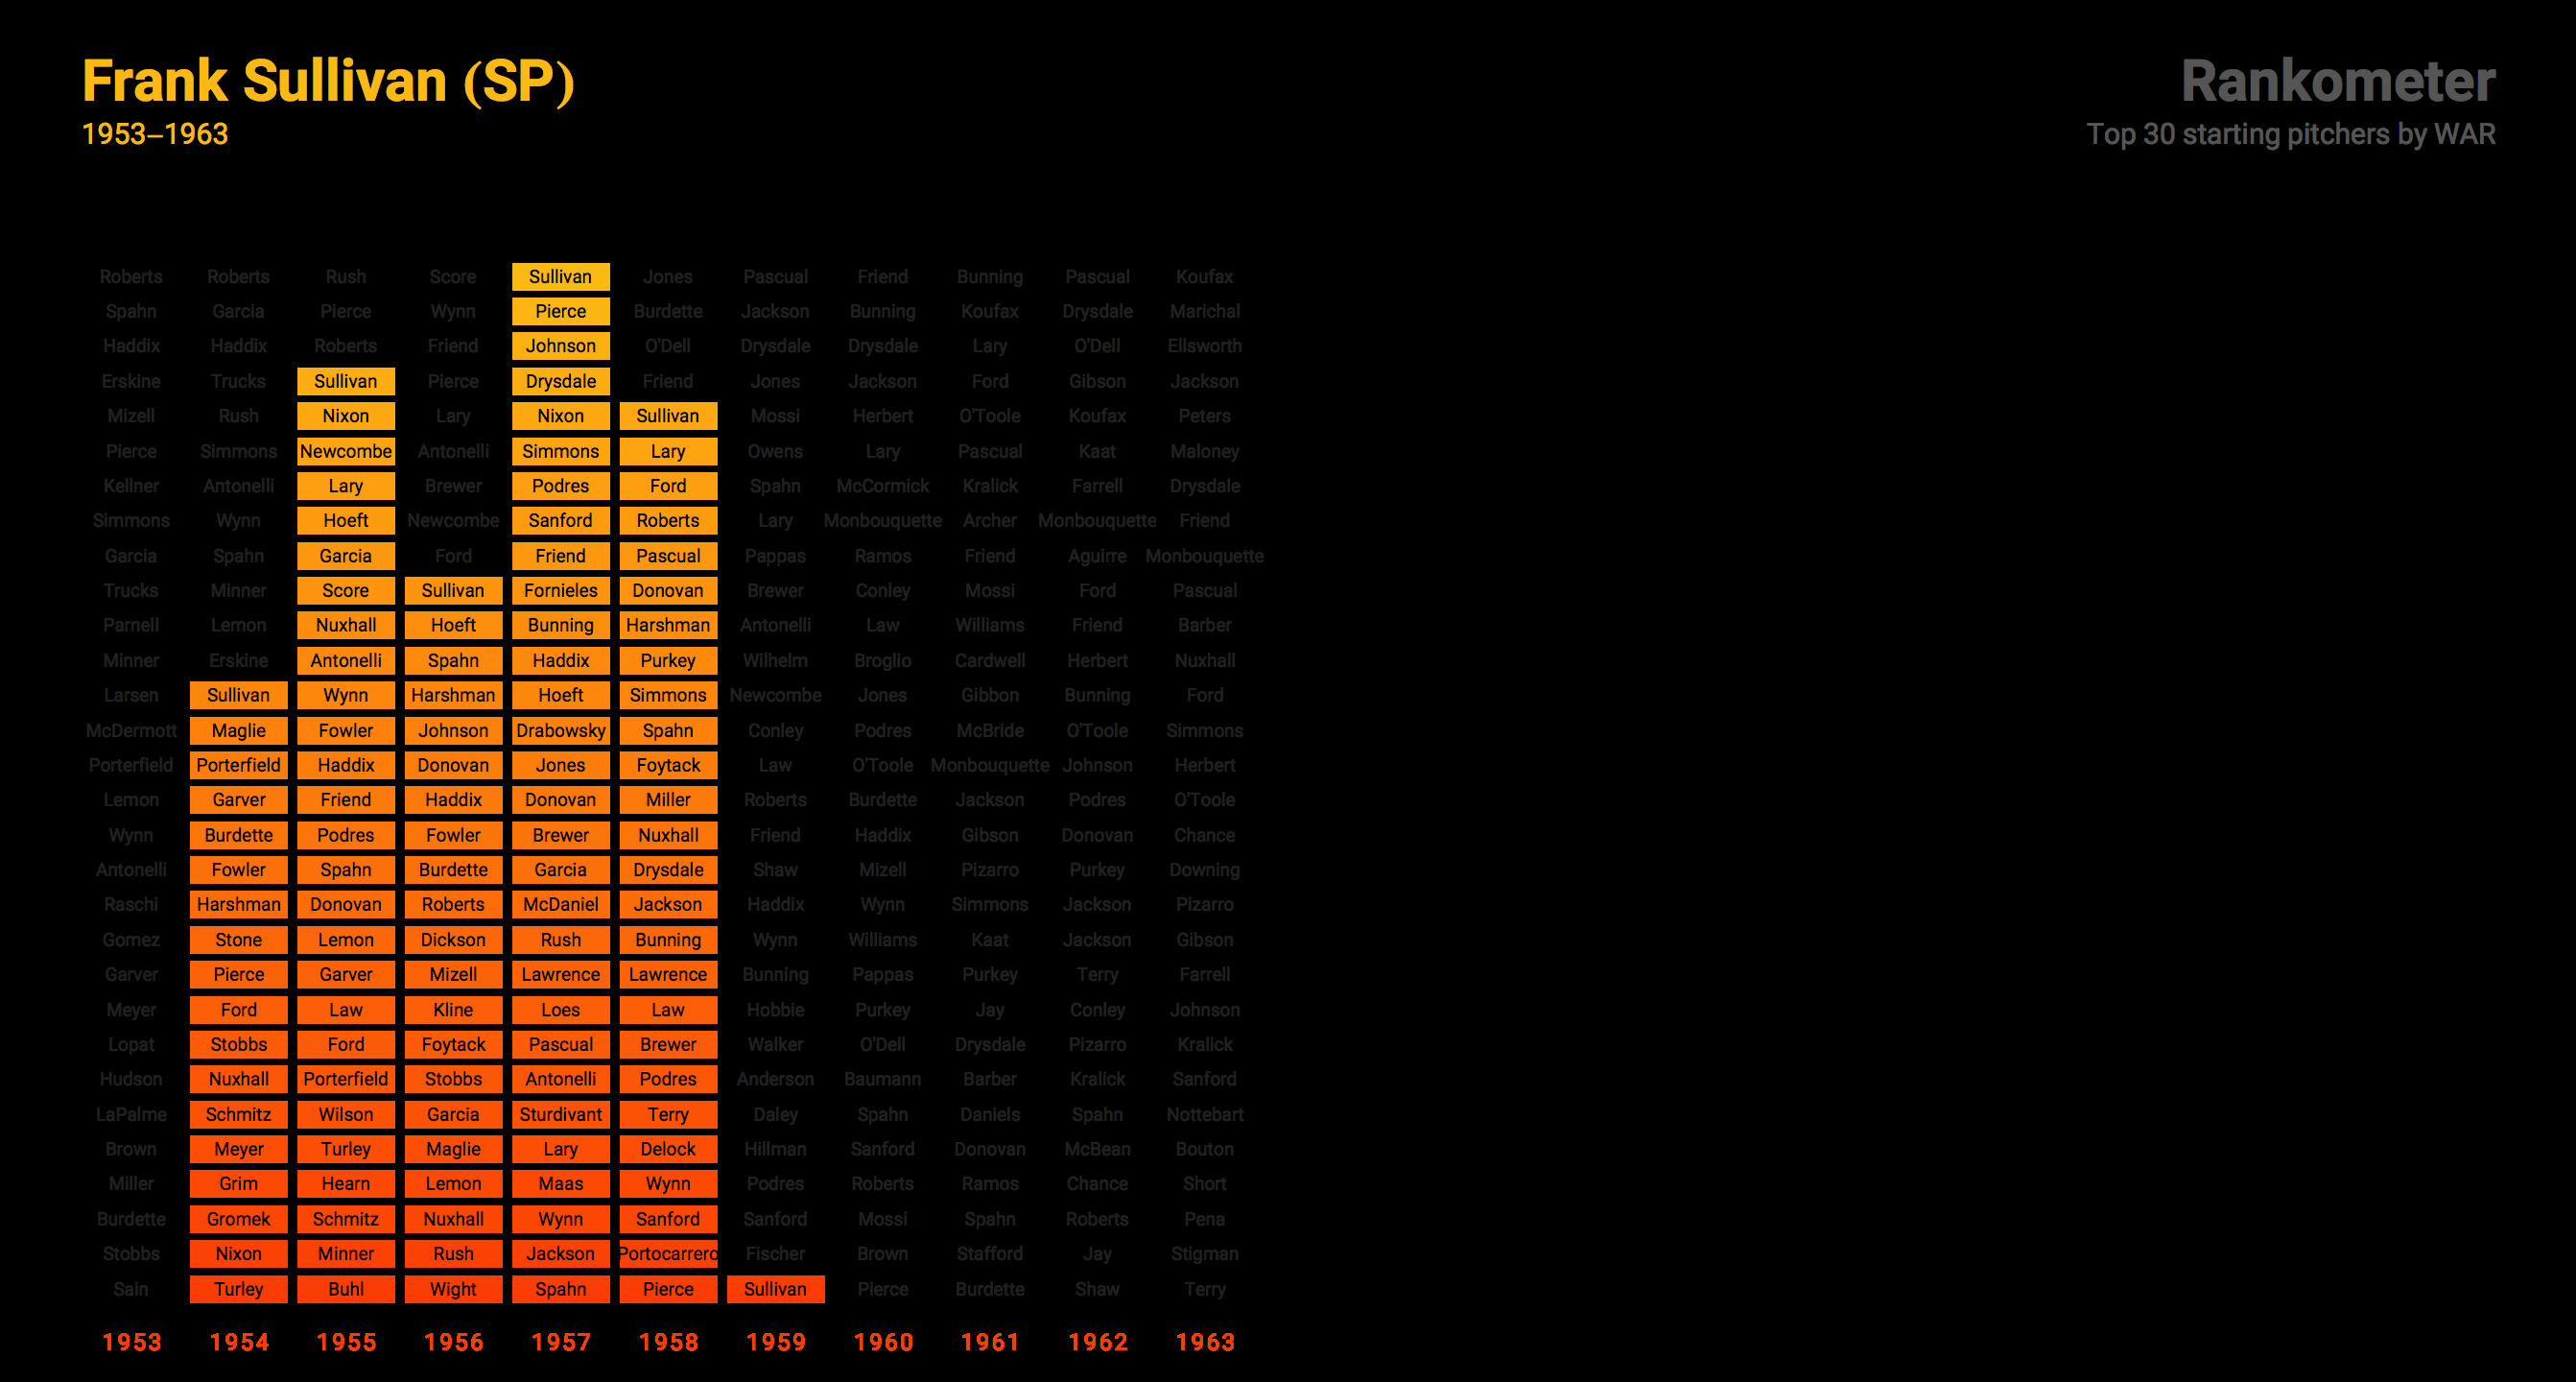 Frank Sullivan (SP)
1953–1963
Rankometer
Top 30 starting pitchers by WAR
Roberts Roberts Rush Score Sullivan Jones Pascual Friend Bunning Pascual Koufax
Spahn Garcia Pierce Wynn Pierce Burdette Jackson Bunning Koufax Drysdale Marichal
Haddix Haddix Roberts Friend Johnson O'Dell Drysdale Drysdale Lary O'Dell Ellsworth
Erskine Trucks Sullivan Pierce Drysdale Friend Jones Jackson Ford Gibson Jackson
Mizell Rush Nixon Lary Nixon Sullivan Mossi Herbert O'Toole Koufax Peters
Pierce Simmons Newcombe Antonelli Simmons Lary Owens Lary Pascual Kaat Maloney
Kellner Antonelli Lary Brewer Podres Ford Spahn McCormick Kralick Farrell Drysdale
Simmons Wynn Hoeft Newcombe Sanford Roberts Lary Monbouquette Archer Monbouquette Friend
Garcia Spahn Garcia Ford Friend Pascual Pappas Ramos Friend Aguirre Monbouquette
Trucks Minner Score Sullivan Fornieles Donovan Brewer Conley Mossi Ford Pascual
Parnell Lemon Nuxhall Hoeft Bunning Harshman Antonelli Law Williams Friend Barber
Minner Erskine Antonelli Spahn Haddix Purkey Wilhelm Broglio Cardwell Herbert Nuxhall
Larsen Sullivan Wynn Harshman Hoeft Simmons Newcombe Jones Gibbon Bunning Ford
McDermott Maglie Fowler Johnson Drabowsky Spahn Conley Podres McBride O'Toole Simmons
Porterfield Porterfield Haddix Donovan Jones Foytack Law O'Toole Monbouquette Johnson Herbert
Lemon Garver Friend Haddix Donovan Miller Roberts Burdette Jackson Podres O'Toole
Wynn Burdette Podres Fowler Brewer Nuxhall Friend Haddix Gibson Donovan Chance
Antonelli Fowler Spahn Burdette Garcia Drysdale Shaw Mizell Pizarro Purkey Downing
Raschi Harshman Donovan Roberts McDaniel Jackson Haddix Wynn Simmons Jackson Pizarro
Gomez Stone Lemon Dickson Rush Bunning Wynn Williams Kaat Jackson Gibson
Garver Pierce Garver Mizell Lawrence Lawrence Bunning Pappas Purkey Terry Farrell
Meyer Ford Law Kline Loes Law Hobbie Purkey Jay Conley Johnson
Lopat Stobbs Ford Foytack Pascual Brewer Walker O'Dell Drysdale Pizarro Kralick
Hudson Nuxhall Porterfield Stobbs Antonelli Podres Anderson Baumann Barber Kralick Sanford
LaPalme Schmitz Wilson Garcia Sturdivant Terry Daley Spahn Daniels Spahn Nottebart
Brown Meyer Turley Maglie Lary Delock Hillman Sanford Donovan McBean Bouton
Miller Grim Hearn Lemon Maas Wynn Podres Roberts Ramos Chance Short
Burdette Gromek Schmitz Nuxhall Wynn Sanford Sanford Mossi Spahn Roberts Pena
Stobbs Nixon Minner Rush Jackson Portocarrero Fischer Brown Stafford Jay Stigman
Sain Turley Buhl Wight Spahn Pierce Sullivan Pierce Burdette Shaw Terry
1953 1954 1955 1956 1957 1958 1959 1960 1961 1962 1963